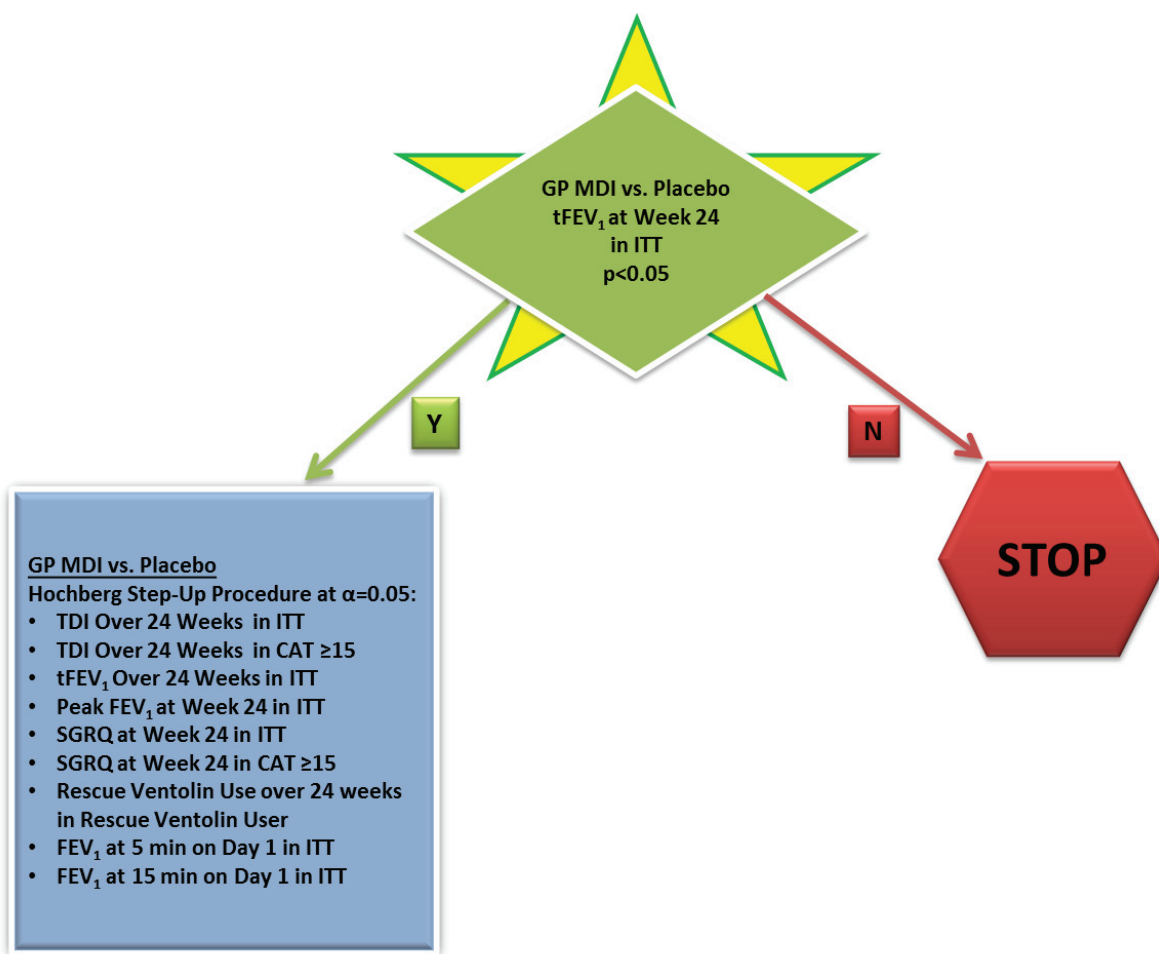 GP MDI vs. Placebo
tFEV₁ at Week 24
in ITT
p<0.05
Y
N
STOP
GP MDI vs. Placebo
Hochberg Step-Up Procedure at α=0.05:
• TDI Over 24 Weeks in ITT
• TDI Over 24 Weeks in CAT ≥15
• tFEV₁ Over 24 Weeks in ITT
• Peak FEV₁ at Week 24 in ITT
• SGRQ at Week 24 in ITT
• SGRQ at Week 24 in CAT ≥15
• Rescue Ventolin Use over 24 weeks
in Rescue Ventolin User
• FEV₁ at 5 min on Day 1 in ITT
• FEV₁ at 15 min on Day 1 in ITT